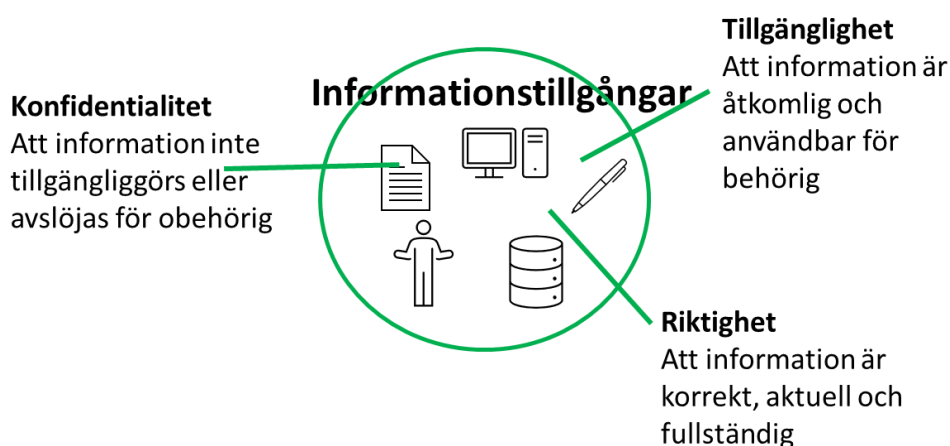 Informationstillgångar
Konfidentialitet
Att information inte
tillgängliggörs eller
avslöjas för obehörig
Tillgänglighet
Att information är
åtkomlig och
användbar för
behörig
Riktighet
Att information är
korrekt, aktuell och
fullständig